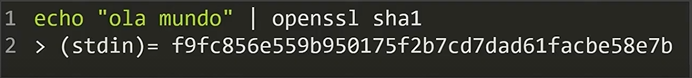 1 echo "ola mundo" | openssl sha1
2 > (stdin)= f9fc856e559b950175f2b7cd7dad61facbe58e7b